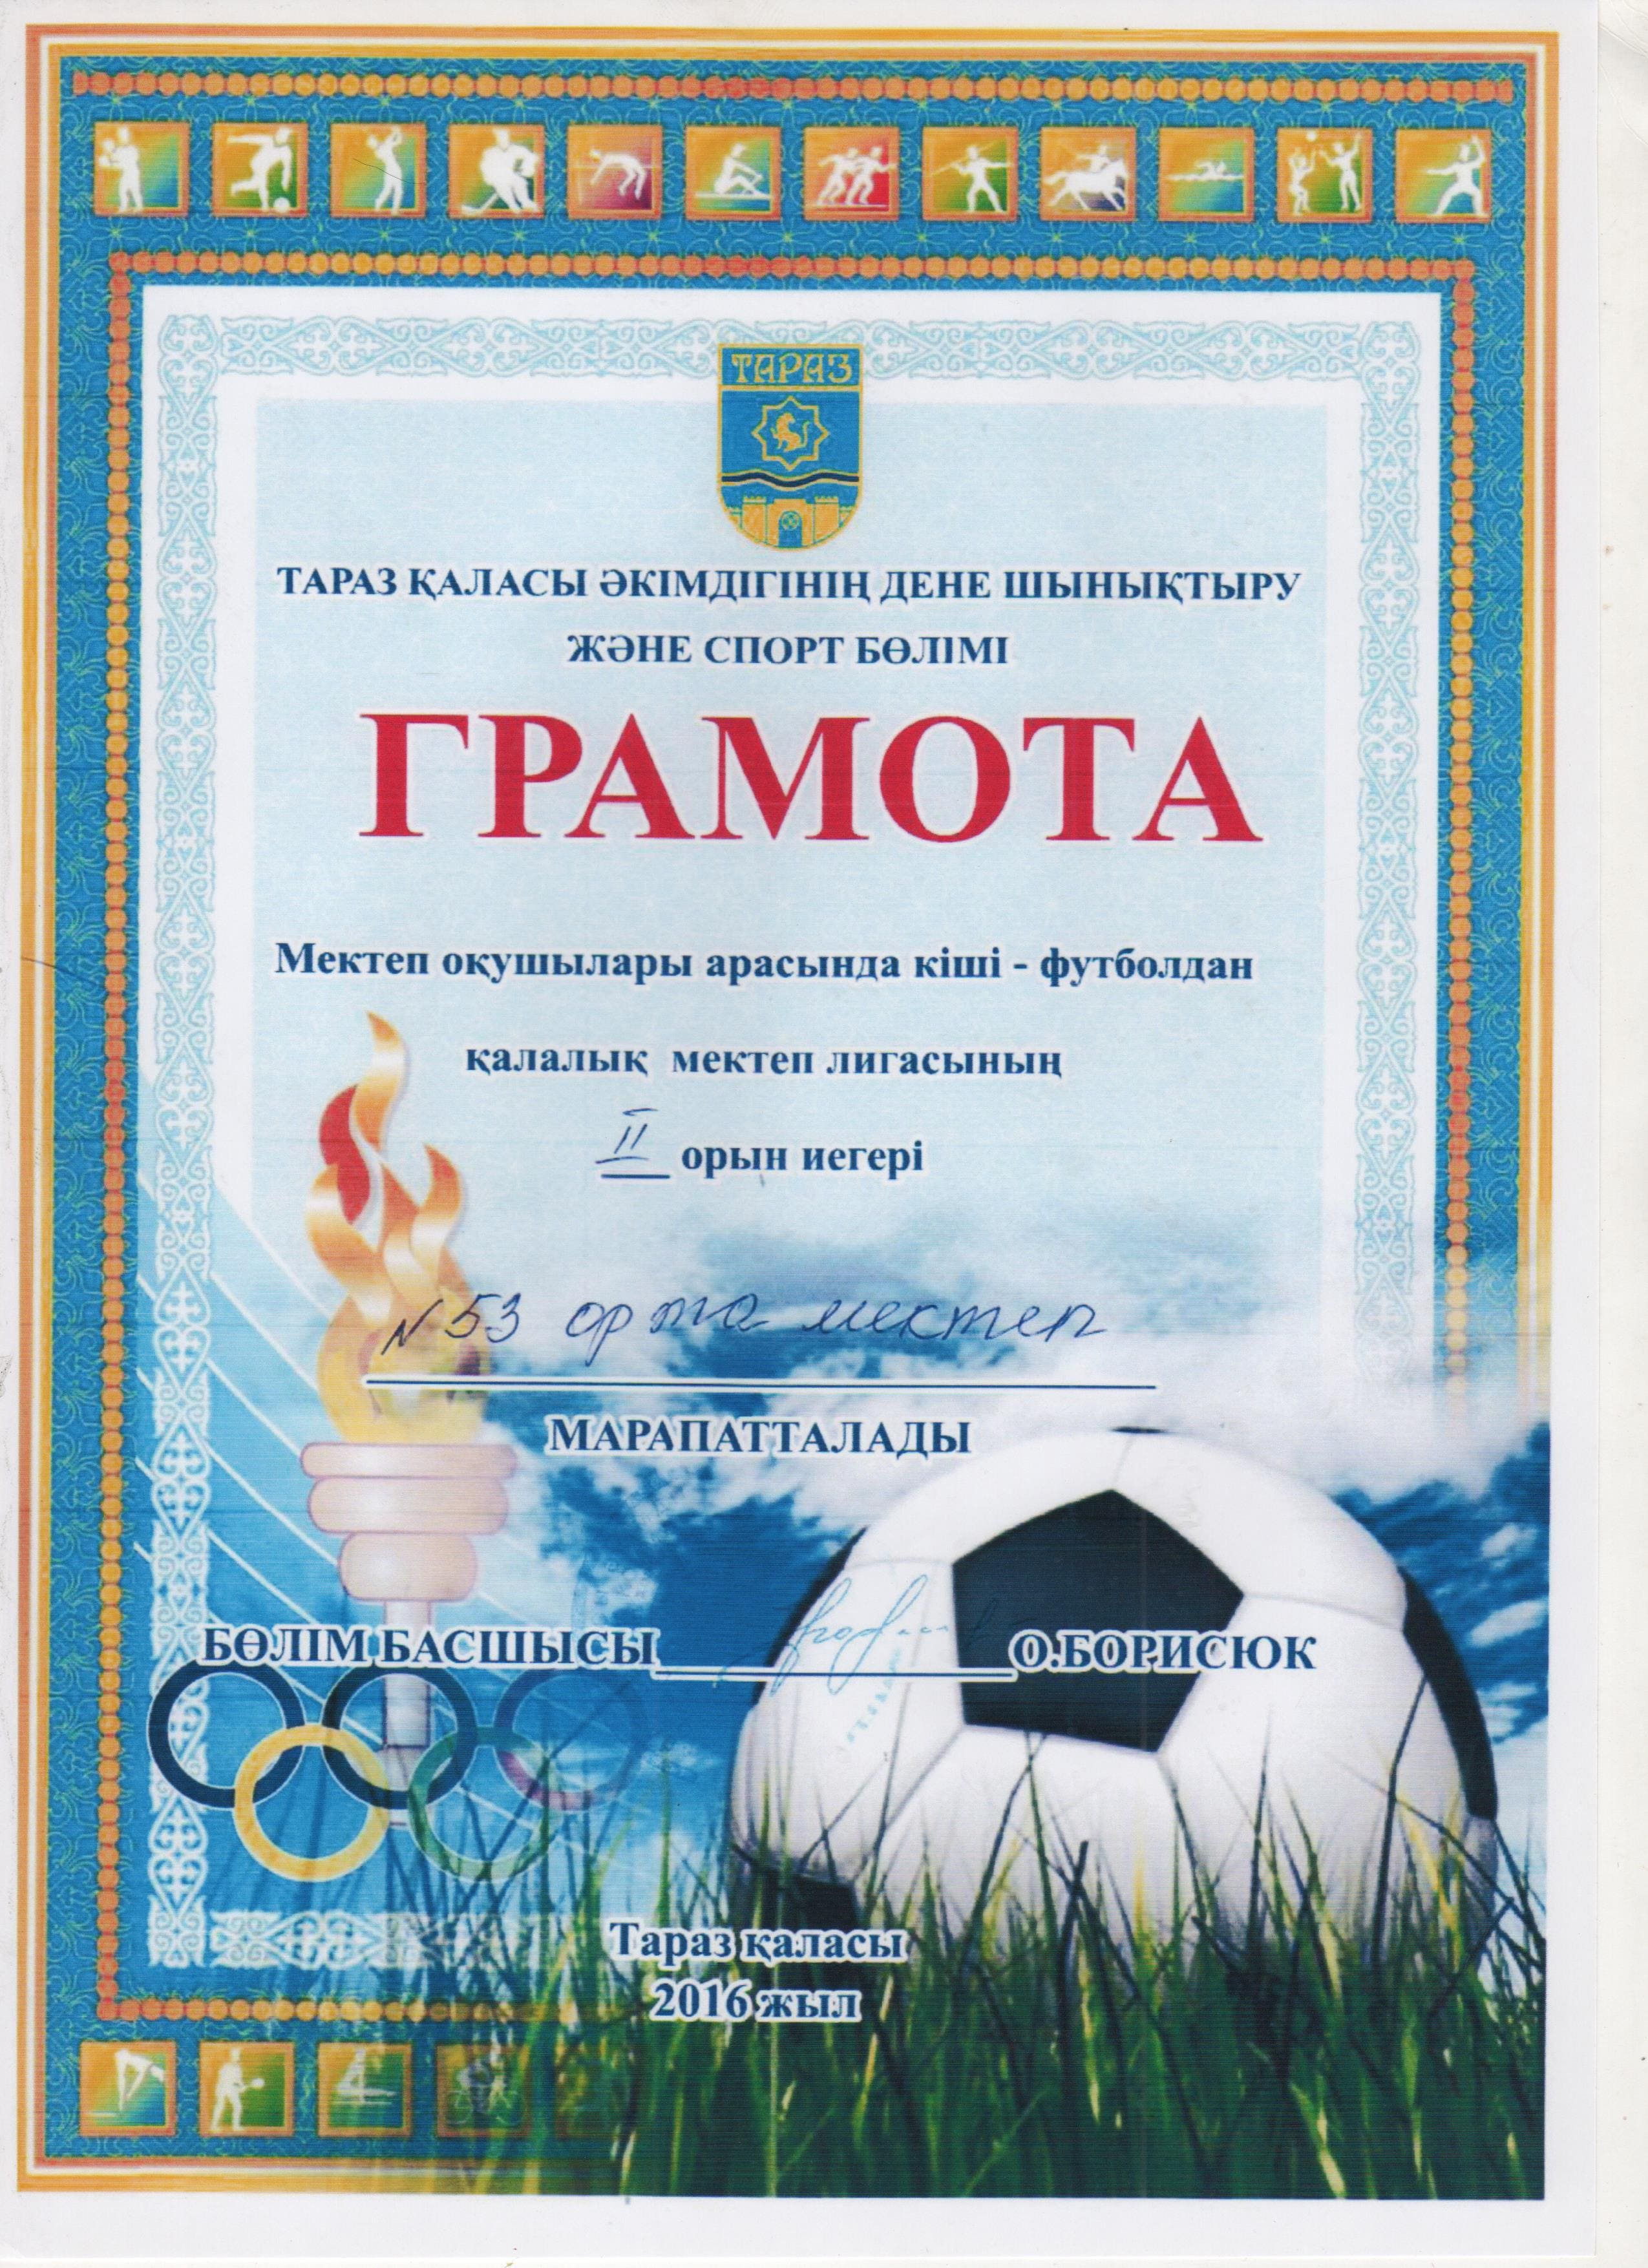 ТАРАЗ
ТАРАЗ ҚАЛАСЫ ӘКІМДІГІНІҢ ДЕНЕ ШЫНЫҚТЫРУ
ЖӘНЕ СПОРТ БӨЛІМІ
ГРАМОТА
Мектеп оқушылары арасында кіші - футболдан
қалалық мектеп лигасының
II орын иегері
N 53 орта мектеп
МАРАПАТТАЛАДЫ
БӨЛІМ БАСШЫСЫ О.БОРИСЮК
Тараз қаласы
2016 жыл